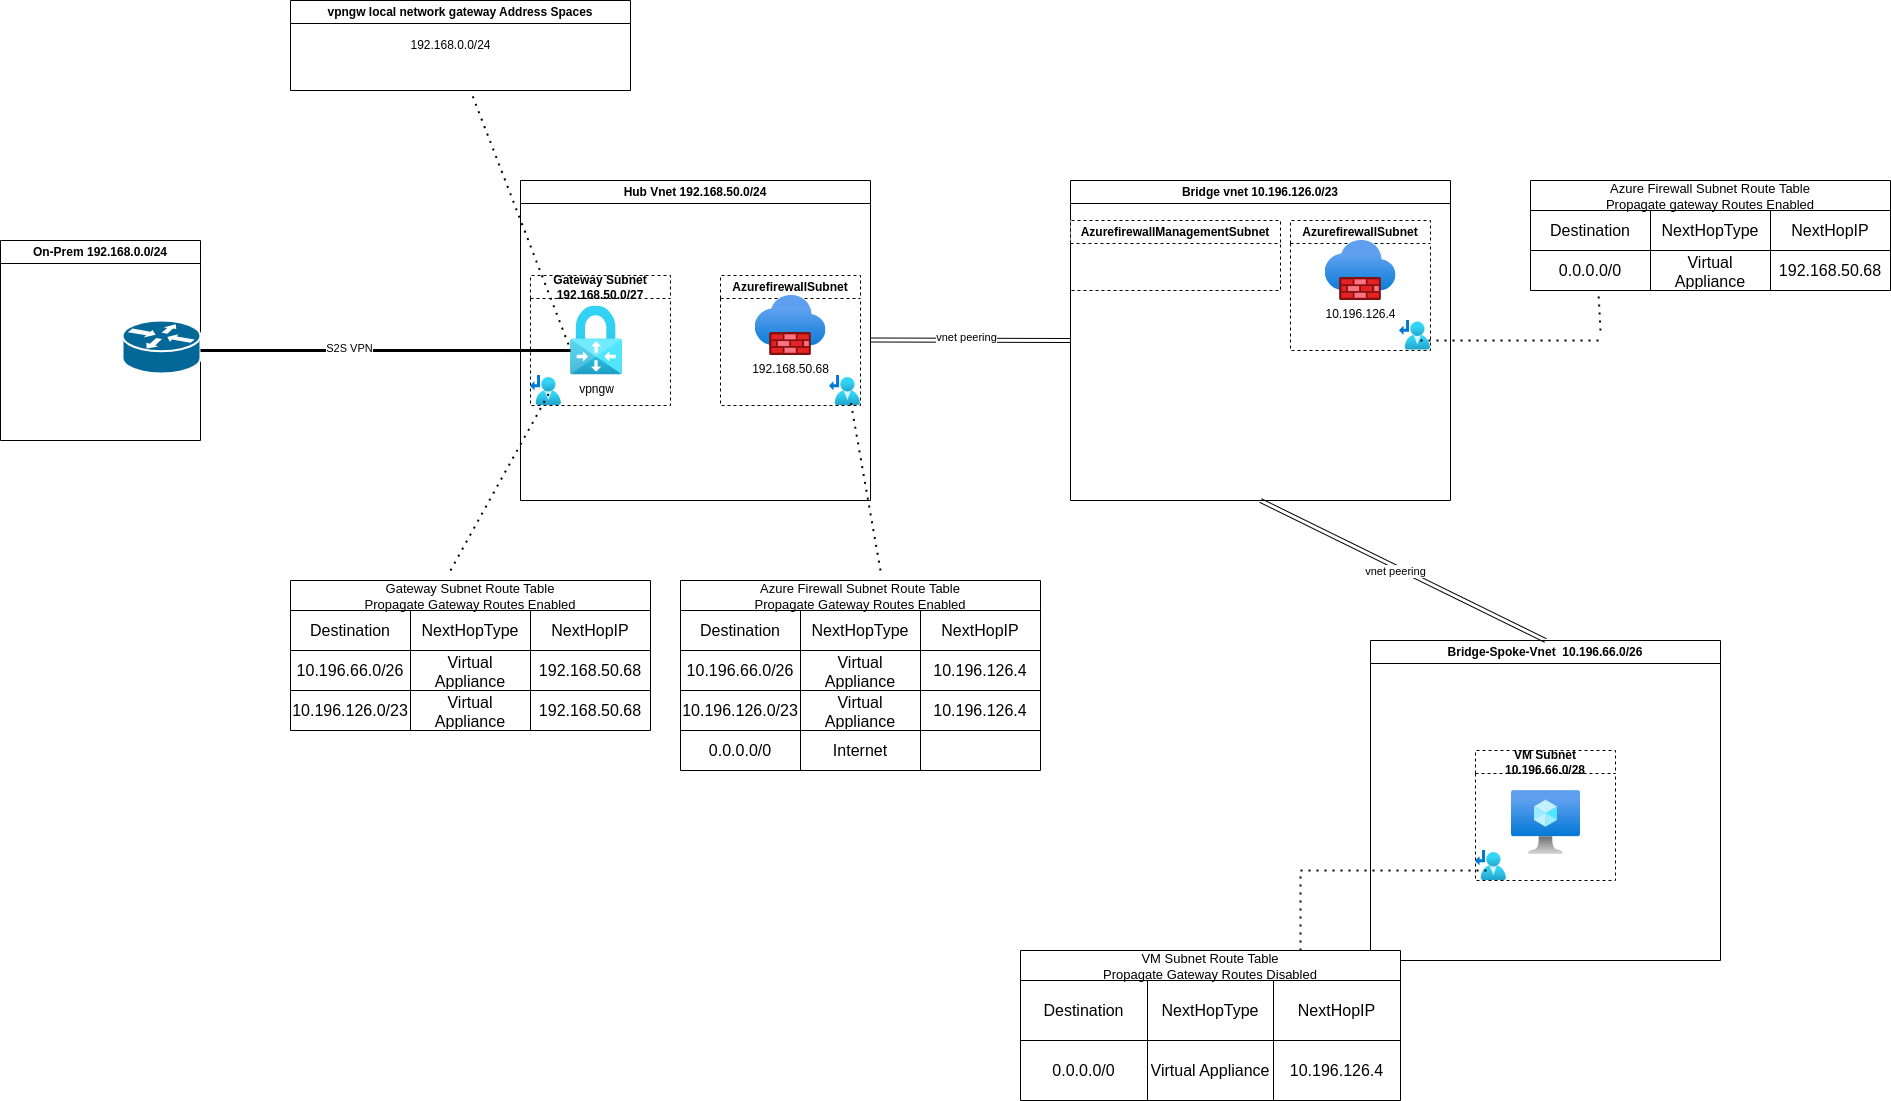 vpngw local network gateway Address Spaces
192.168.0.0/24
Hub Vnet 192.168.50.0/24
Bridge vnet 10.196.126.0/23
Azure Firewall Subnet Route Table
Propagate gateway Routes Enabled
Destination
NextHopType
NextHopIP
0.0.0.0/0
Virtual
Appliance
192.168.50.68
On-Prem 192.168.0.0/24
S2S VPN
Gateway Subnet
192.168.50.0/27
vpngw
AzurefirewallSubnet
192.168.50.68
vnet peering
AzurefirewallManagementSubnet
AzurefirewallSubnet
10.196.126.4
vnet peering
Gateway Subnet Route Table
Propagate Gateway Routes Enabled
Destination
NextHopType
NextHopIP
10.196.66.0/26
Virtual
Appliance
192.168.50.68
10.196.126.0/23
Virtual
Appliance
192.168.50.68
Azure Firewall Subnet Route Table
Propagate Gateway Routes Enabled
Destination
NextHopType
NextHopIP
10.196.66.0/26
Virtual
Appliance
10.196.126.4
10.196.126.0/23
Virtual
Appliance
10.196.126.4
0.0.0.0/0
Internet
Bridge-Spoke-Vnet  10.196.66.0/26
VM Subnet
10.196.66.0/28
VM Subnet Route Table
Propagate Gateway Routes Disabled
Destination
NextHopType
NextHopIP
0.0.0.0/0
Virtual Appliance
10.196.126.4